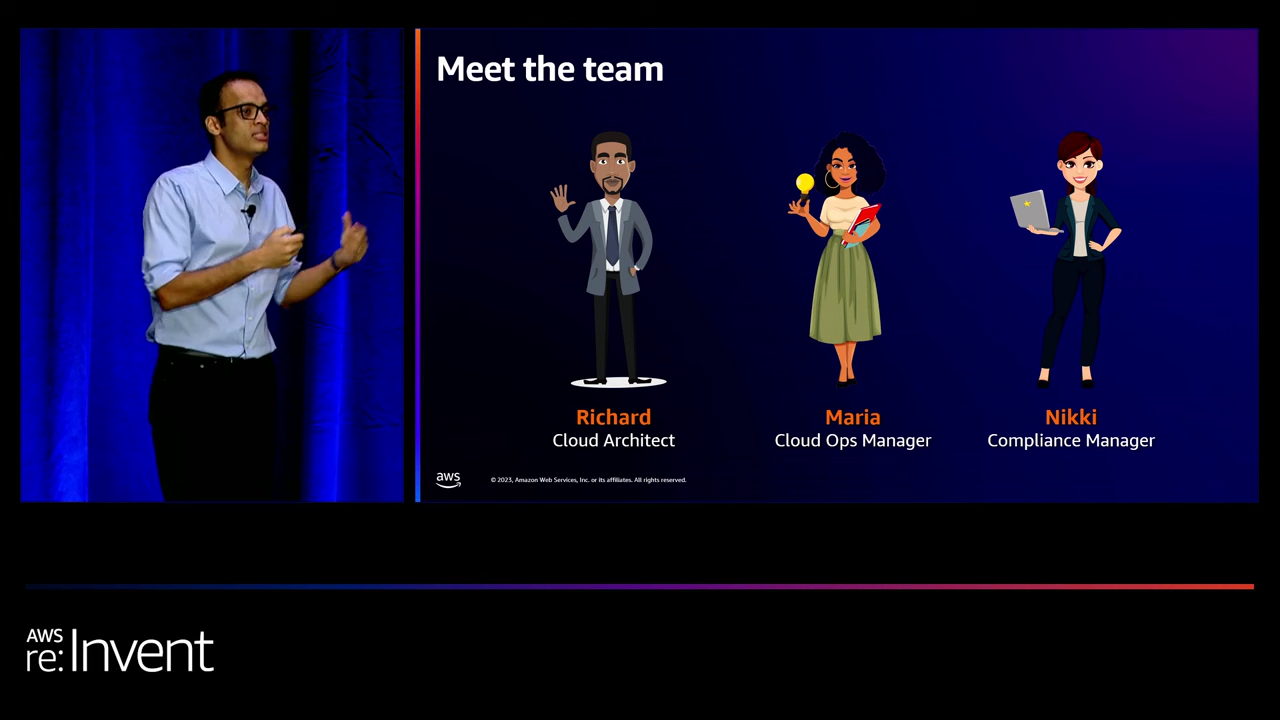 Meet the team
Richard
Cloud Architect
Maria
Cloud Ops Manager
Nikki
Compliance Manager
aws
© 2023, Amazon Web Services, Inc. or its affiliates. All rights reserved.
AWS
re:Invent